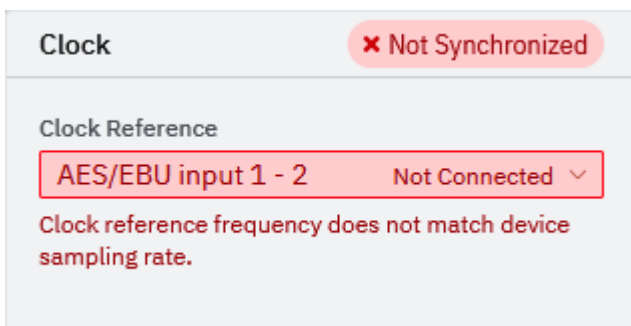 Clock
Not Synchronized
Clock Reference
AES/EBU input 1 - 2 Not Connected
Clock reference frequency does not match device
sampling rate.